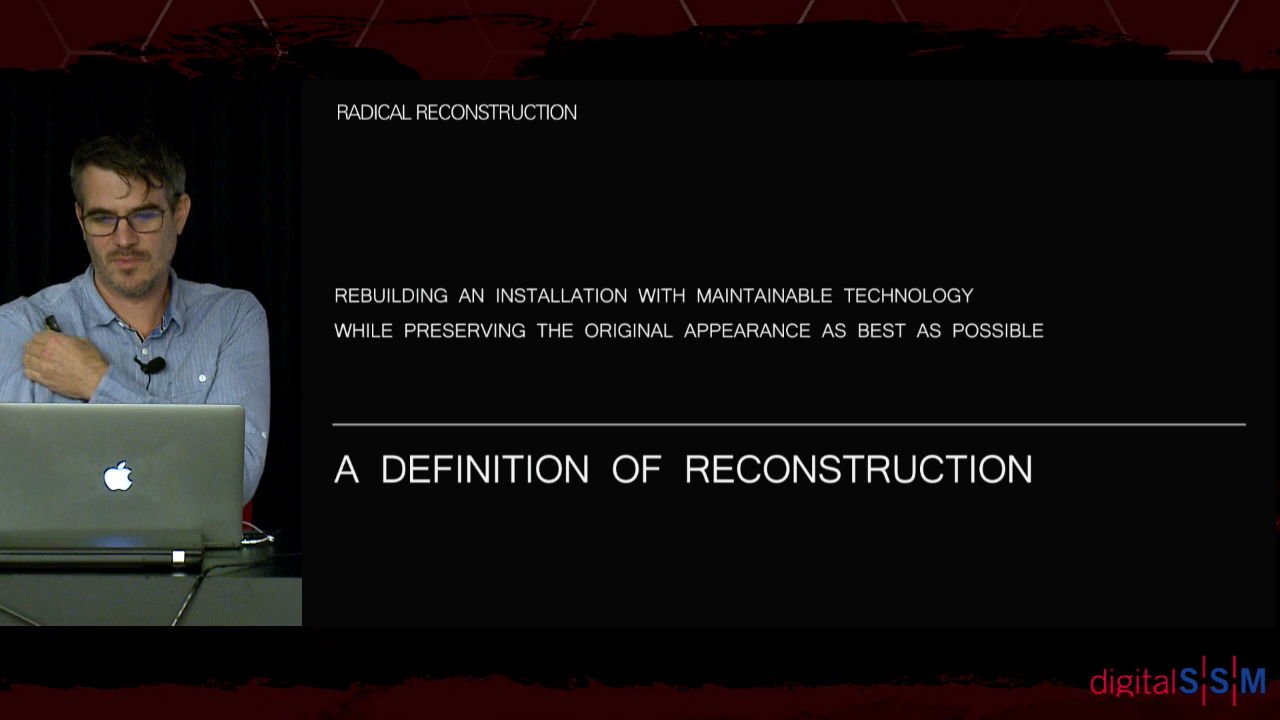 RADICAL RECONSTRUCTION
REBUILDING AN INSTALLATION WITH MAINTAINABLE TECHNOLOGY
WHILE PRESERVING THE ORIGINAL APPEARANCE AS BEST AS POSSIBLE
A DEFINITION OF RECONSTRUCTION
digitalS|S|M